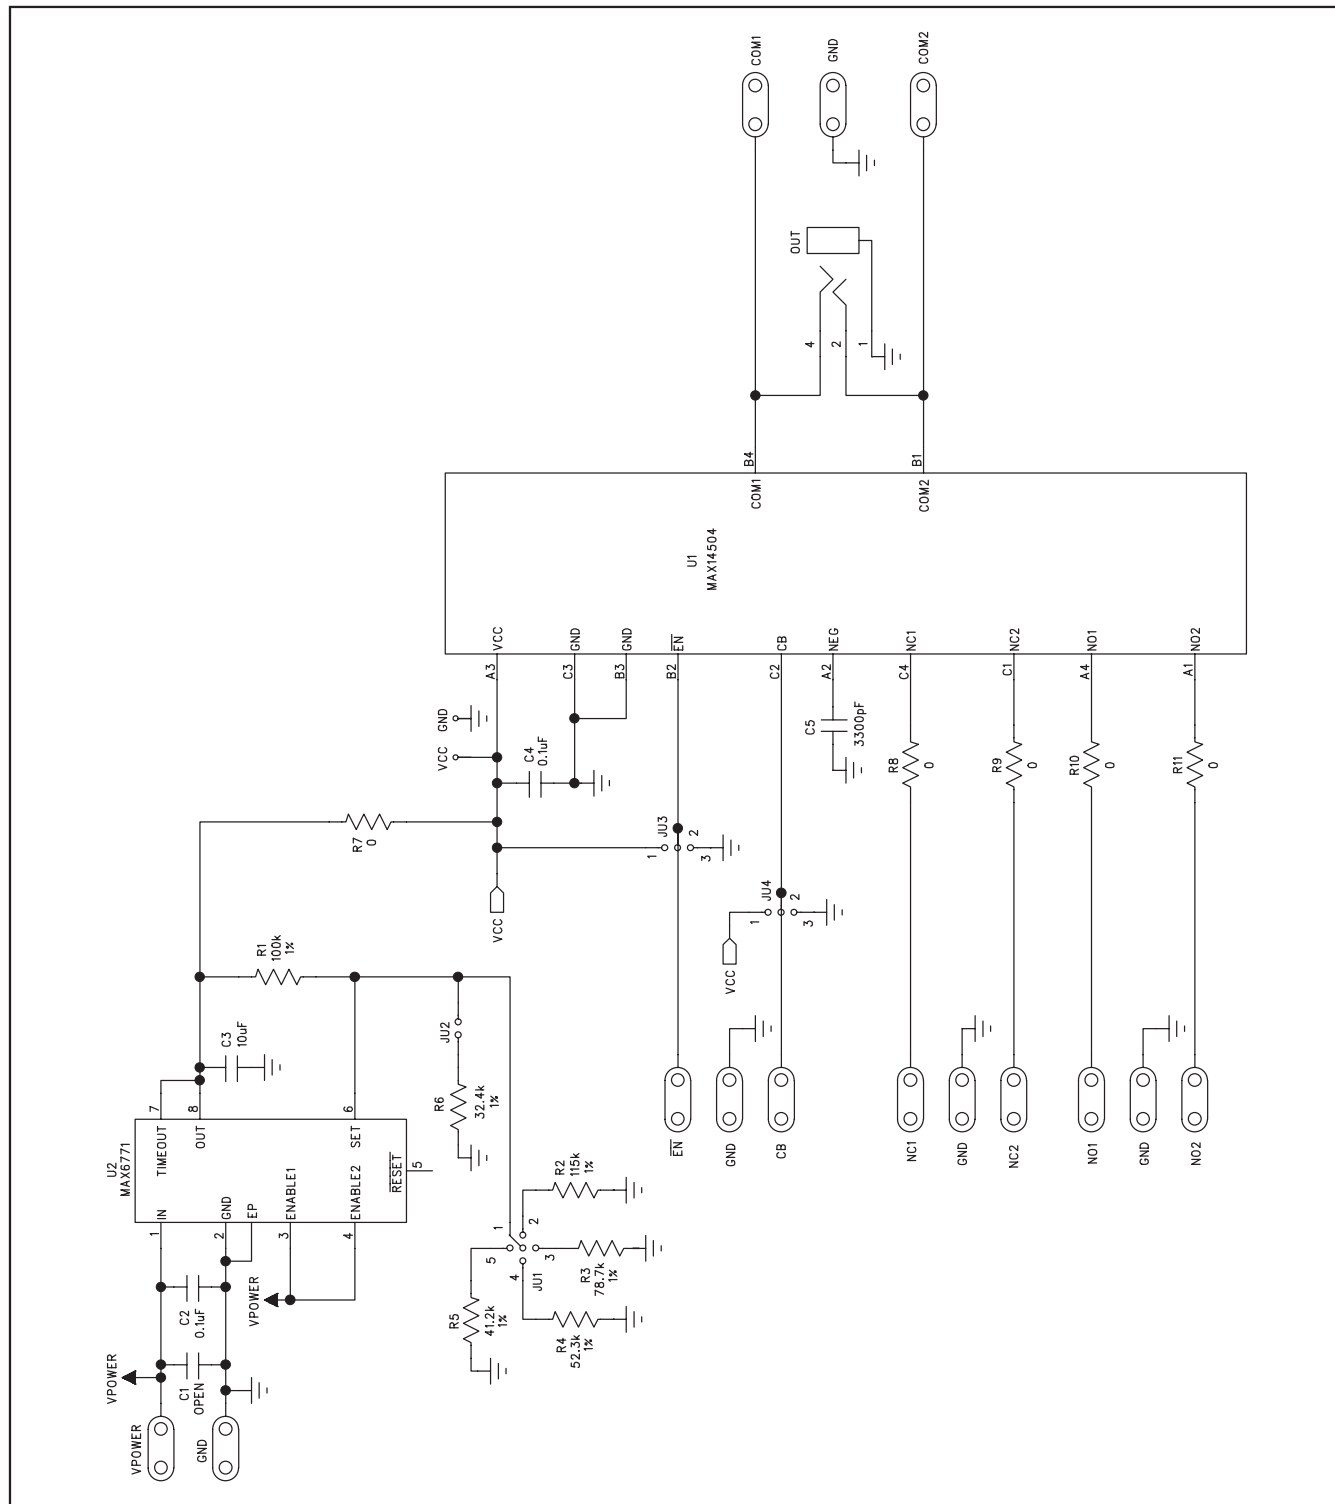 VPOWER
GND
VPOWER
C1
OPEN
C2
0.1uF
VPOWER
U2
MAX6771
1
IN
2
GND
EP
3
ENABLE1
4
ENABLE2
RESET
5
TIMEOUT
7
OUT
8
SET
6
C3
10uF
R1
100k
1%
R7
0
R6
32.4k
1%
JU2
R5
41.2k
1%
R4
52.3k
1%
R3
78.7k
1%
R2
115k
1%
JU1
1
2
3
4
5
VCC
VCC
GND
C4
0.1uF
JU3
1
2
3
VCC
JU4
1
2
3
EN
GND
CB
NC1
GND
NC2
NO1
GND
NO2
C5
3300pF
R8
0
R9
0
R10
0
R11
0
A3
VCC
C3
GND
B3
GND
B2
EN
C2
CB
A2
NEG
C4
NC1
C1
NC2
A4
NO1
A1
NO2
U1
MAX14504
COM1
B4
COM2
B1
4
2
1
OUT
COM1
GND
COM2